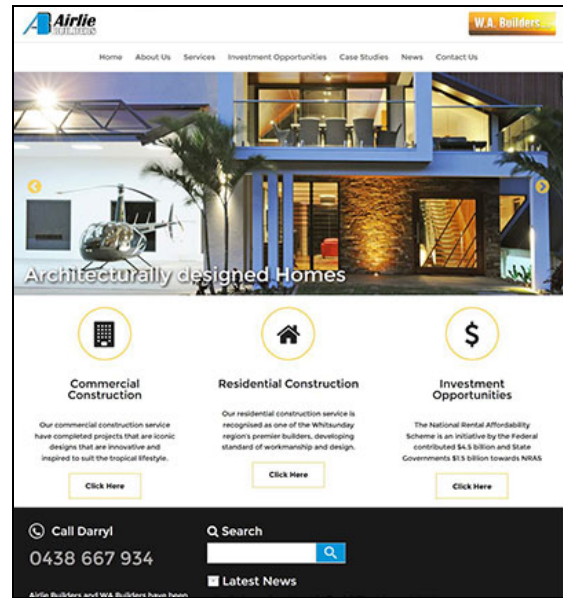 Airlie
BUILDERS
W.A. Builders
Home About Us Services Investment Opportunities Case Studies News Contact Us
Architecturally designed Homes
Commercial
Construction
Our commercial construction service
have completed projects that are iconic
designs that are innovative and
inspired to suit the tropical lifestyle.
Click Here
Residential Construction
Our residential construction service is
recognised as one of the Whitsunday
region's premier builders, developing
standard of workmanship and design.
Click Here
Investment
Opportunities
The National Rental Affordability
Scheme is an initiative by the Federal
contributed $4.5 billion and State
Governments $1.5 billion towards NRAS
Click Here
Call Darryl
0438 667 934
Airlie Builders and WA Builders have been
Search
Latest News